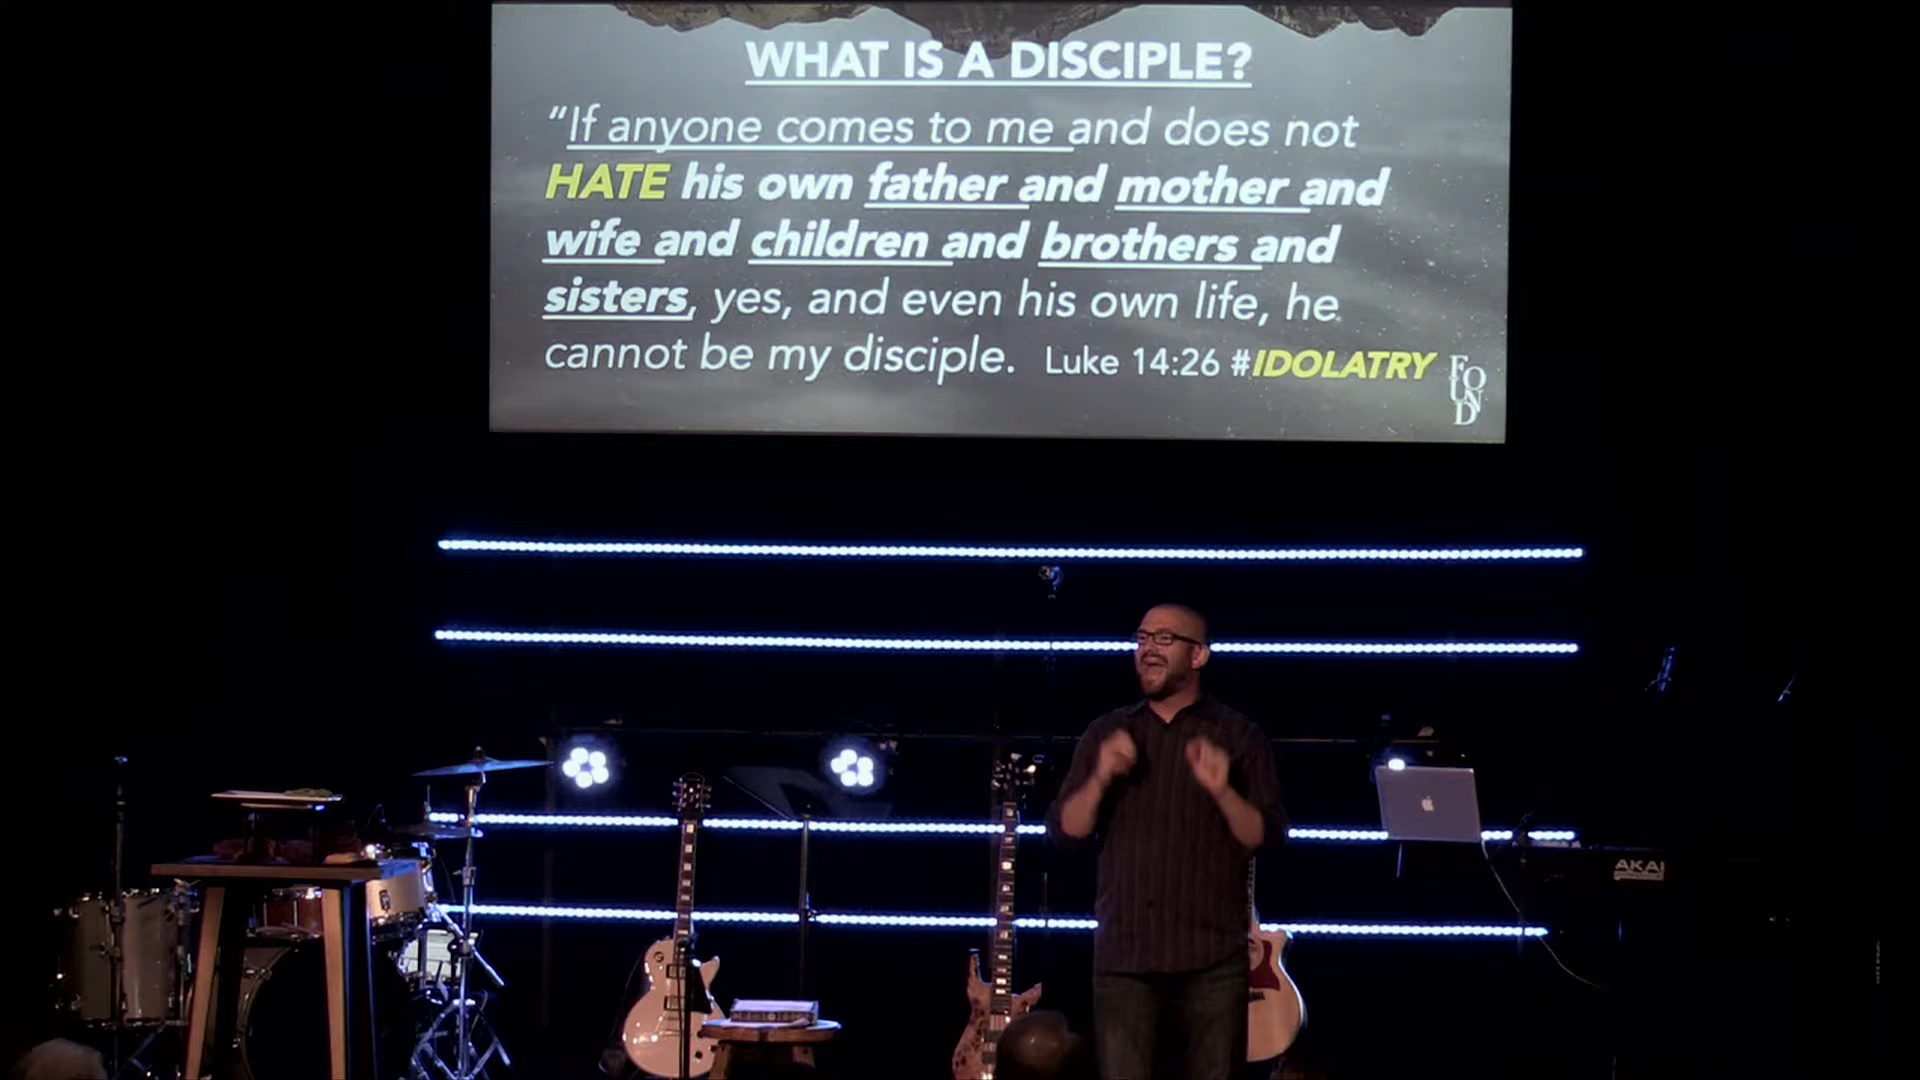 WHAT IS A DISCIPLE?
“If anyone comes to me and does not
HATE his own father and mother and
wife and children and brothers and
sisters, yes, and even his own life, he
cannot be my disciple. Luke 14:26 #IDOLATRY
FOUND
AKAI